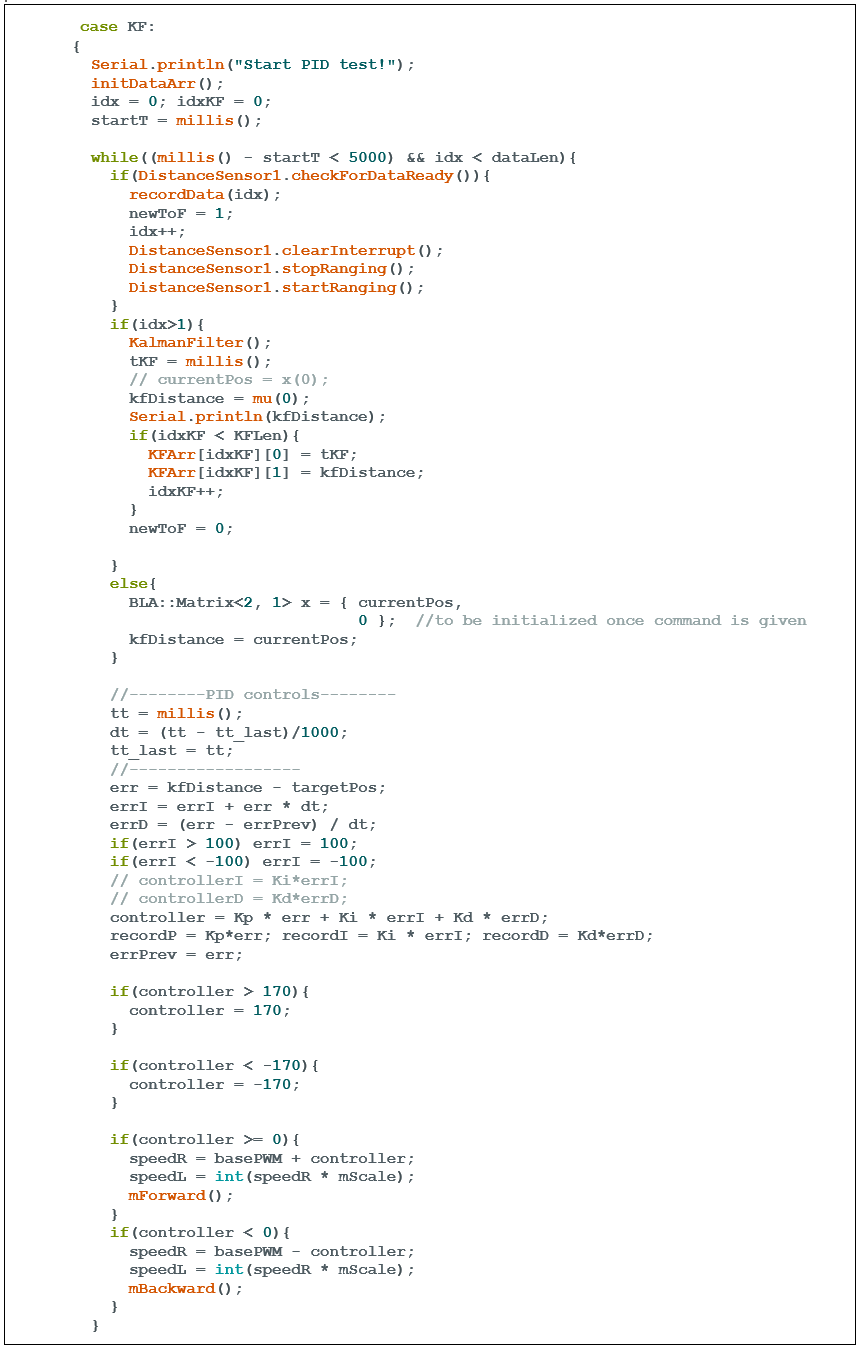 case KF:
{
Serial.println("Start PID test!");
initDataArr();
idx = 0; idxKF = 0;
startT = millis();
while((millis() - startT < 5000) && idx < dataLen){
if(DistanceSensor1.checkForDataReady()){
recordData(idx);
newToF = 1;
idx++;
DistanceSensor1.clearInterrupt();
DistanceSensor1.stopRanging();
DistanceSensor1.startRanging();
}
if(idx>1){
KalmanFilter();
tKF = millis();
// currentPos = x(0);
kfDistance = mu(0);
Serial.println(kfDistance);
if(idxKF < KFLen){
KFArr[idxKF][0] = tKF;
KFArr[idxKF][1] = kfDistance;
idxKF++;
}
newToF = 0;
}
else{
BLA::Matrix<2, 1> x = { currentPos,
0 }; //to be initialized once command is given
kfDistance = currentPos;
}
//--------PID controls--------
tt = millis();
dt = (tt - tt_last)/1000;
tt_last = tt;
//------------------
err = kfDistance - targetPos;
errI = errI + err * dt;
errD = (err - errPrev) / dt;
if(errI > 100) errI = 100;
if(errI < -100) errI = -100;
// controllerI = Ki*errI;
// controllerD = Kd*errD;
controller = Kp * err + Ki * errI + Kd * errD;
recordP = Kp*err; recordI = Ki * errI; recordD = Kd*errD;
errPrev = err;
if(controller > 170){
controller = 170;
}
if(controller < -170){
controller = -170;
}
if(controller >= 0){
speedR = basePWM + controller;
speedL = int(speedR * mScale);
mForward();
}
if(controller < 0){
speedR = basePWM - controller;
speedL = int(speedR * mScale);
mBackward();
}
}